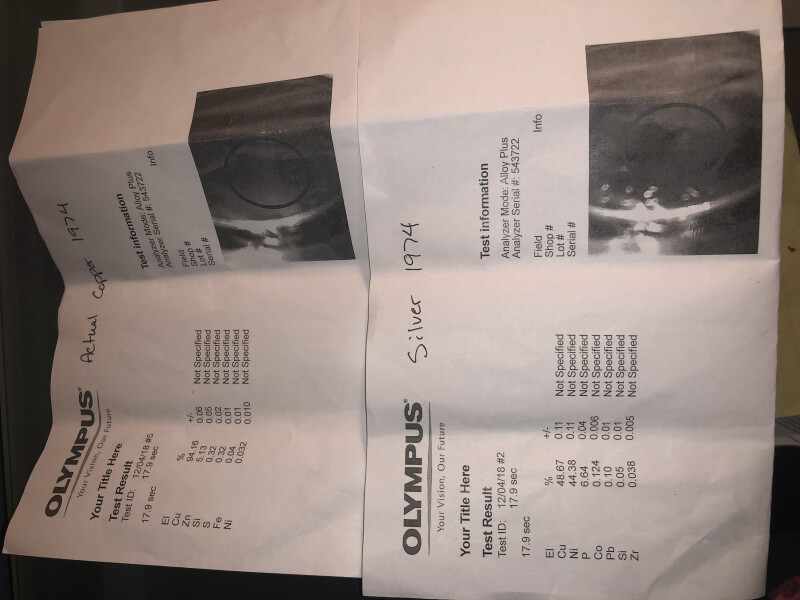 OLYMPUS®
Your Vision, Our Future
Actual Copper 1974
Your Title Here
Test Result
Test ID: 12/04/18 #5
17.9 sec
17.9 sec
El % +/-
Cu 94.16 0.06 Not Specified
Zn 5.13 0.05 Not Specified
Si 0.32 0.02 Not Specified
S 0.32 0.01 Not Specified
Fe 0.04 0.01 Not Specified
Ni 0.032 0.010 Not Specified
Test information
Analyzer Mode: Alloy Plus
Analyzer Serial #: 543722
Field Info
Shop #
Lot #
Serial #
OLYMPUS®
Your Vision, Our Future
Silver 1974
Your Title Here
Test Result
Test ID: 12/04/18 #2
17.9 sec
17.9 sec
El % +/-
Cu 48.67 0.11 Not Specified
Ni 44.38 0.11 Not Specified
P 6.64 0.04 Not Specified
Co 0.124 0.006 Not Specified
Pb 0.10 0.01 Not Specified
Si 0.05 0.01 Not Specified
Zr 0.038 0.005 Not Specified
Test information
Analyzer Mode: Alloy Plus
Analyzer Serial #: 543722
Field Info
Shop #
Lot #
Serial #